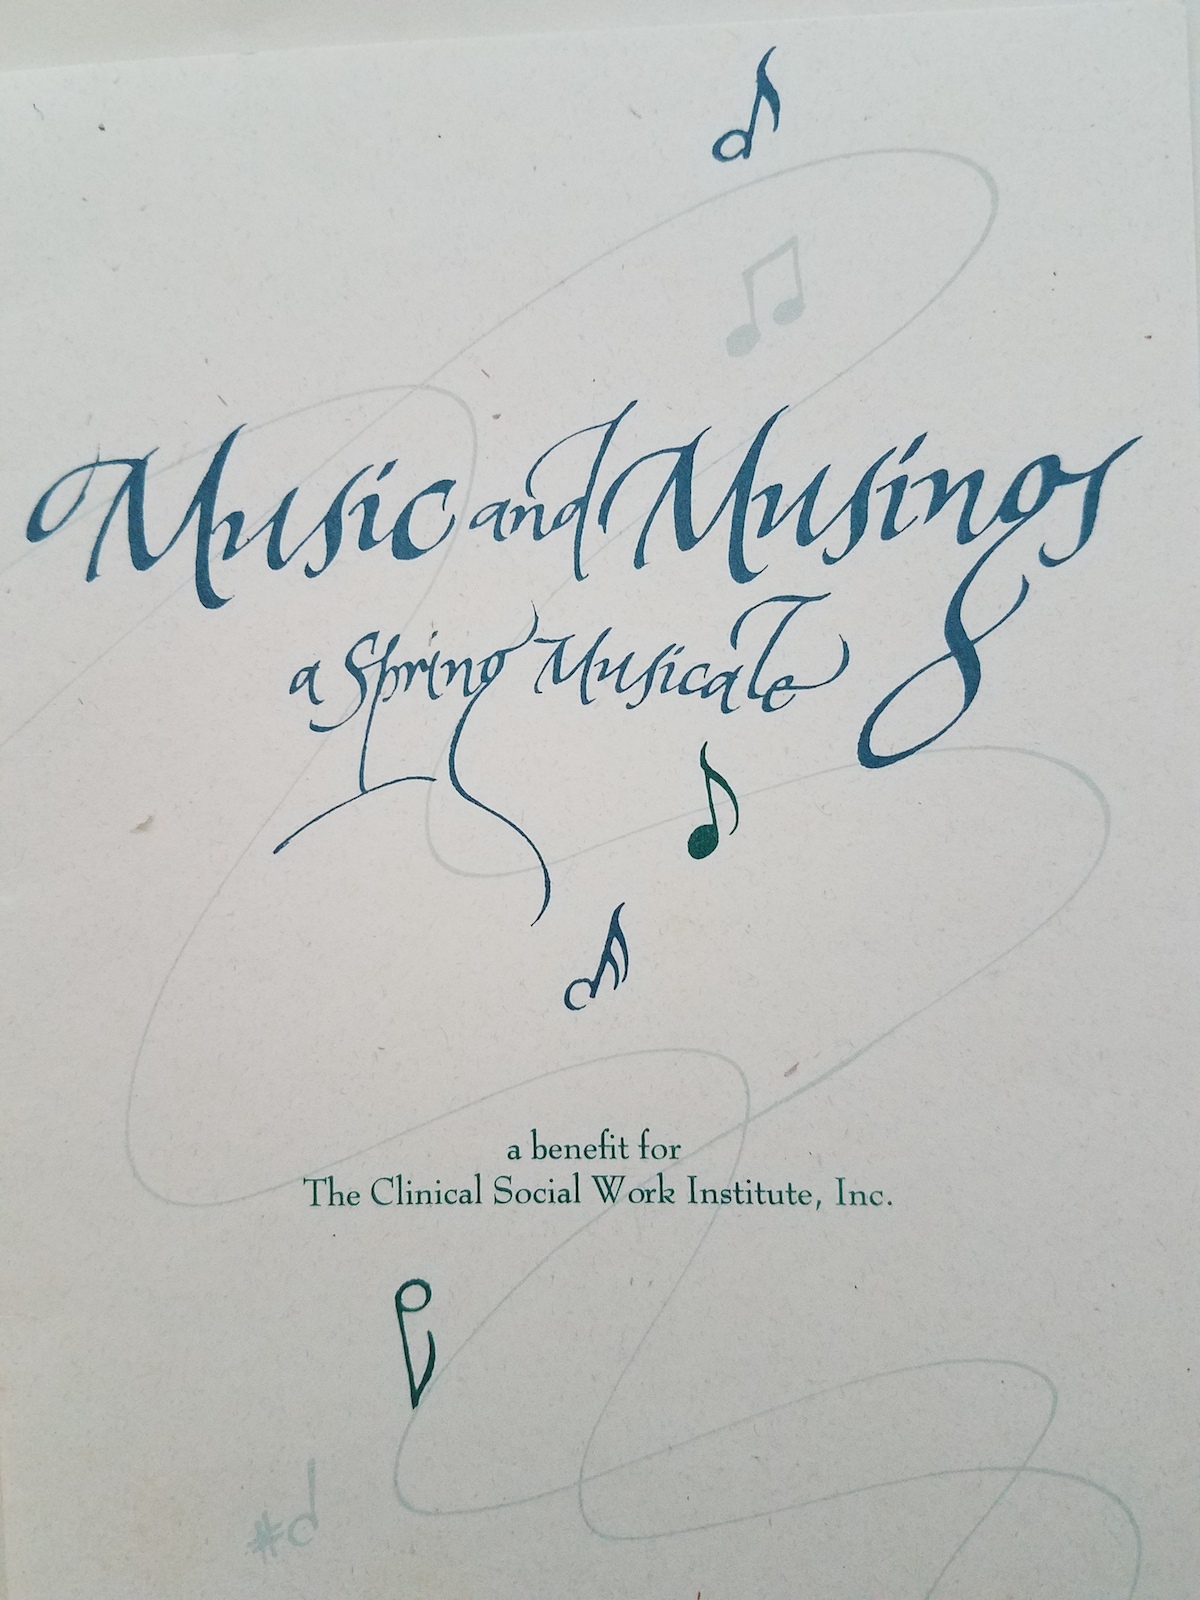 Music and Musings
a Spring Musicale
a benefit for
The Clinical Social Work Institute, Inc.